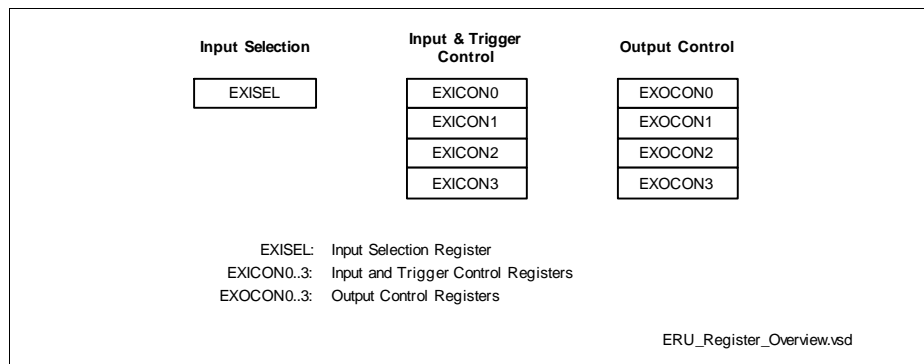 Input Selection
Input & Trigger
Control
Output Control
EXISEL
EXICON0
EXICON1
EXICON2
EXICON3
EXOCON0
EXOCON1
EXOCON2
EXOCON3
EXISEL: Input Selection Register
EXICON0..3: Input and Trigger Control Registers
EXOCON0..3: Output Control Registers
ERU_Register_Overview.vsd